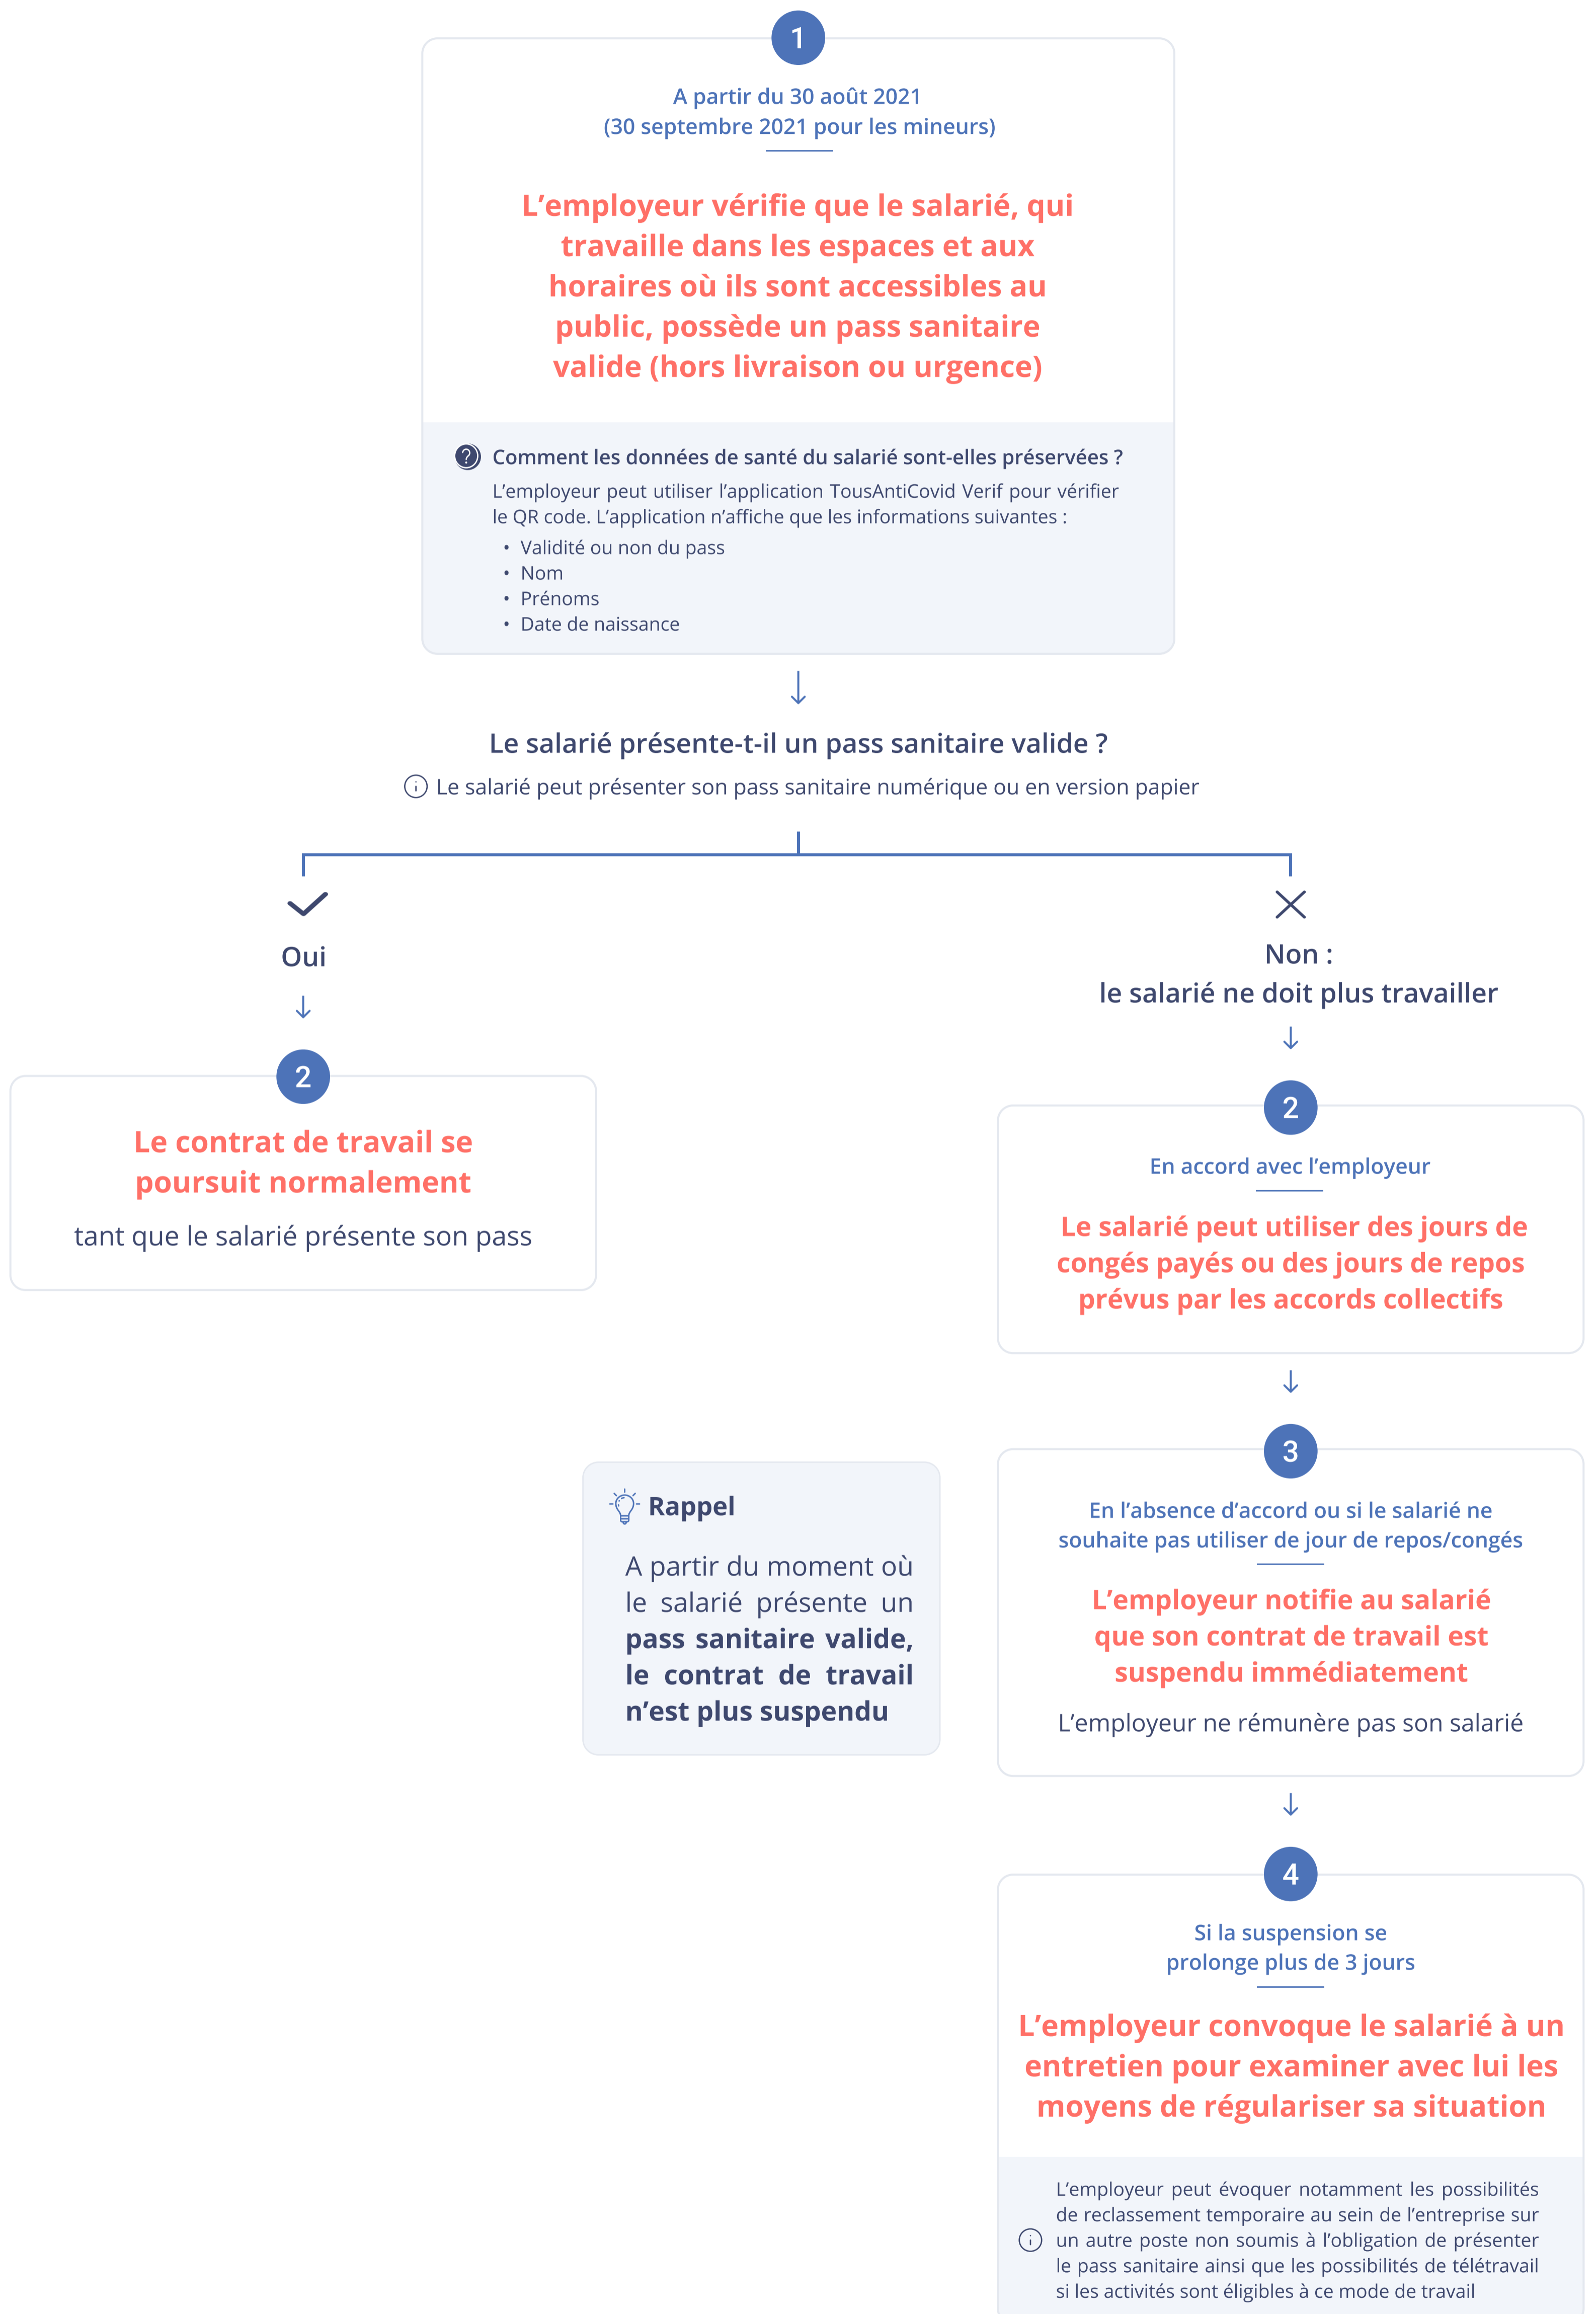 1
A partir du 30 août 2021
(30 septembre 2021 pour les mineurs)
L’employeur vérifie que le salarié, qui
travaille dans les espaces et aux
horaires où ils sont accessibles au
public, possède un pass sanitaire
valide (hors livraison ou urgence)
? Comment les données de santé du salarié sont-elles préservées ?
L’employeur peut utiliser l’application TousAntiCovid Verif pour vérifier
le QR code. L’application n’affiche que les informations suivantes :
• Validité ou non du pass
• Nom
• Prénoms
• Date de naissance
Le salarié présente-t-il un pass sanitaire valide ?
i Le salarié peut présenter son pass sanitaire numérique ou en version papier
Oui
2
Le contrat de travail se
poursuit normalement
tant que le salarié présente son pass
Non :
le salarié ne doit plus travailler
2
En accord avec l’employeur
Le salarié peut utiliser des jours de
congés payés ou des jours de repos
prévus par les accords collectifs
Rappel
A partir du moment où
le salarié présente un
pass sanitaire valide,
le contrat de travail
n’est plus suspendu
3
En l’absence d’accord ou si le salarié ne
souhaite pas utiliser de jour de repos/congés
L’employeur notifie au salarié
que son contrat de travail est
suspendu immédiatement
L’employeur ne rémunère pas son salarié
4
Si la suspension se
prolonge plus de 3 jours
L’employeur convoque le salarié à un
entretien pour examiner avec lui les
moyens de régulariser sa situation
L’employeur peut évoquer notamment les possibilités
de reclassement temporaire au sein de l’entreprise sur
i un autre poste non soumis à l’obligation de présenter
le pass sanitaire ainsi que les possibilités de télétravail
si les activités sont éligibles à ce mode de travail